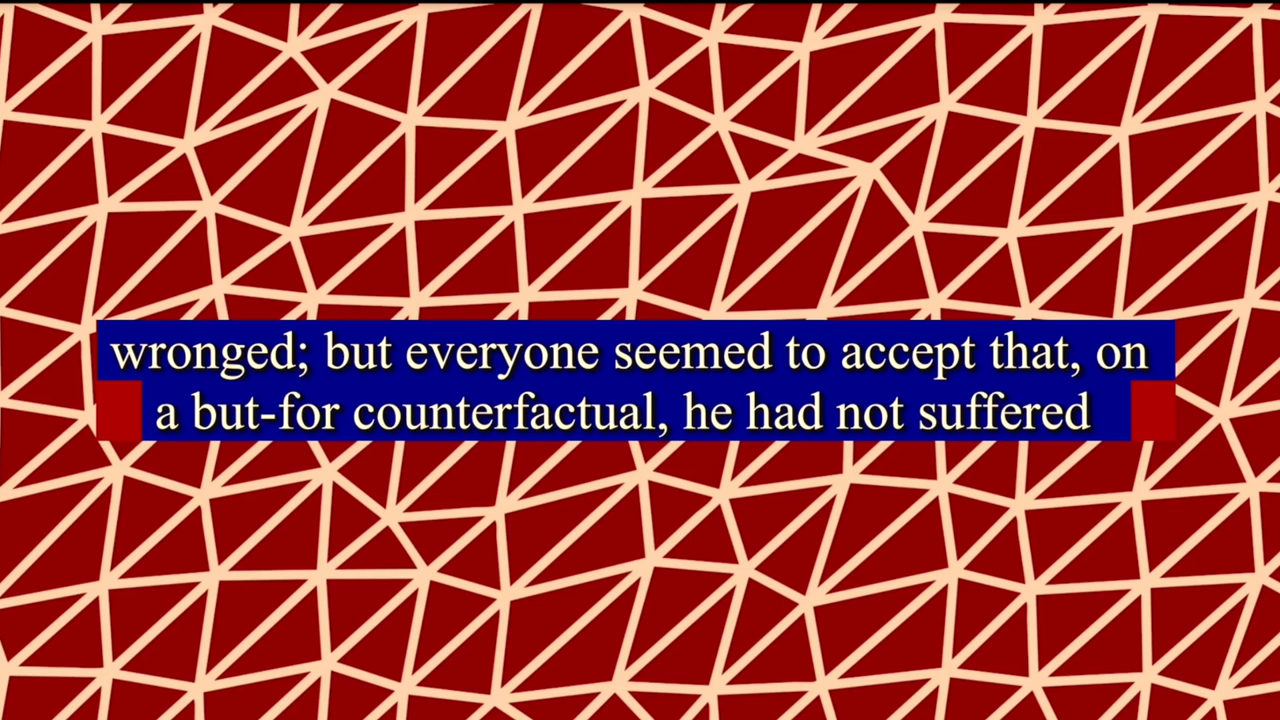 wronged; but everyone seemed to accept that, on
a but-for counterfactual, he had not suffered